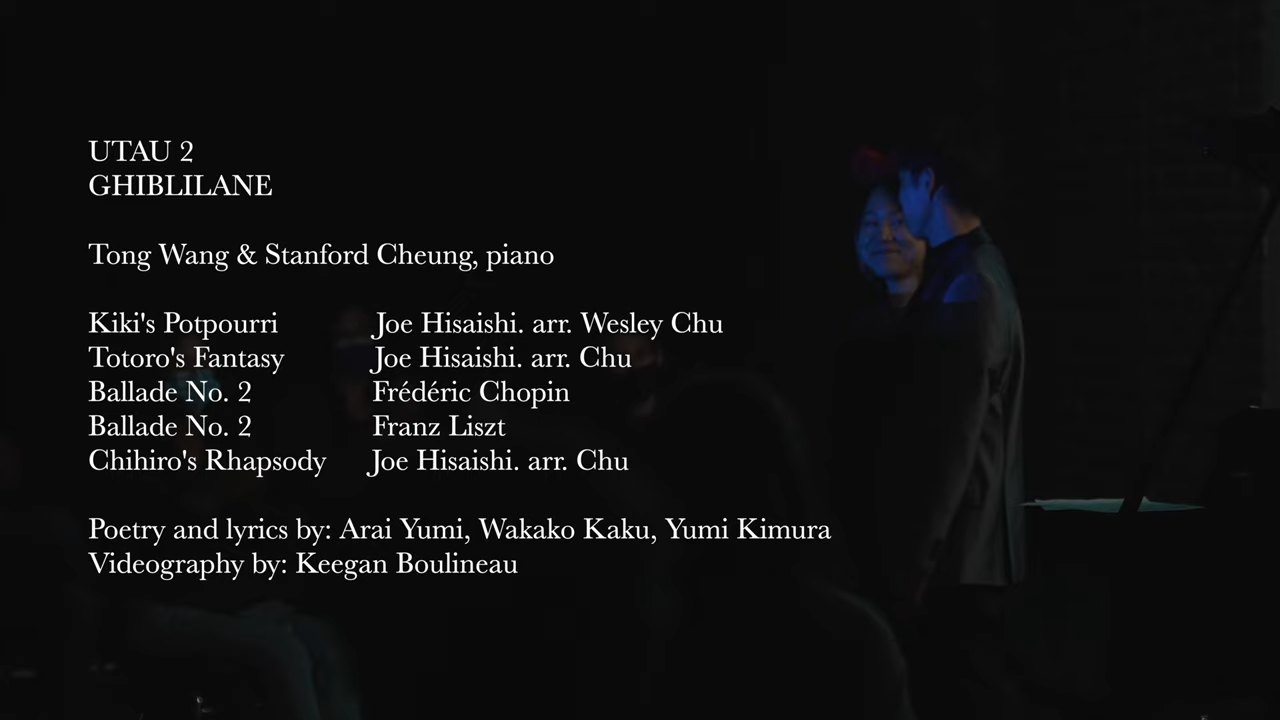 UTAU 2
GHIBLILANE
Tong Wang & Stanford Cheung, piano
Kiki's Potpourri Joe Hisaishi. arr. Wesley Chu
Totoro's Fantasy Joe Hisaishi. arr. Chu
Ballade No. 2 Frédéric Chopin
Ballade No. 2 Franz Liszt
Chihiro's Rhapsody Joe Hisaishi. arr. Chu
Poetry and lyrics by: Arai Yumi, Wakako Kaku, Yumi Kimura
Videography by: Keegan Boulineau